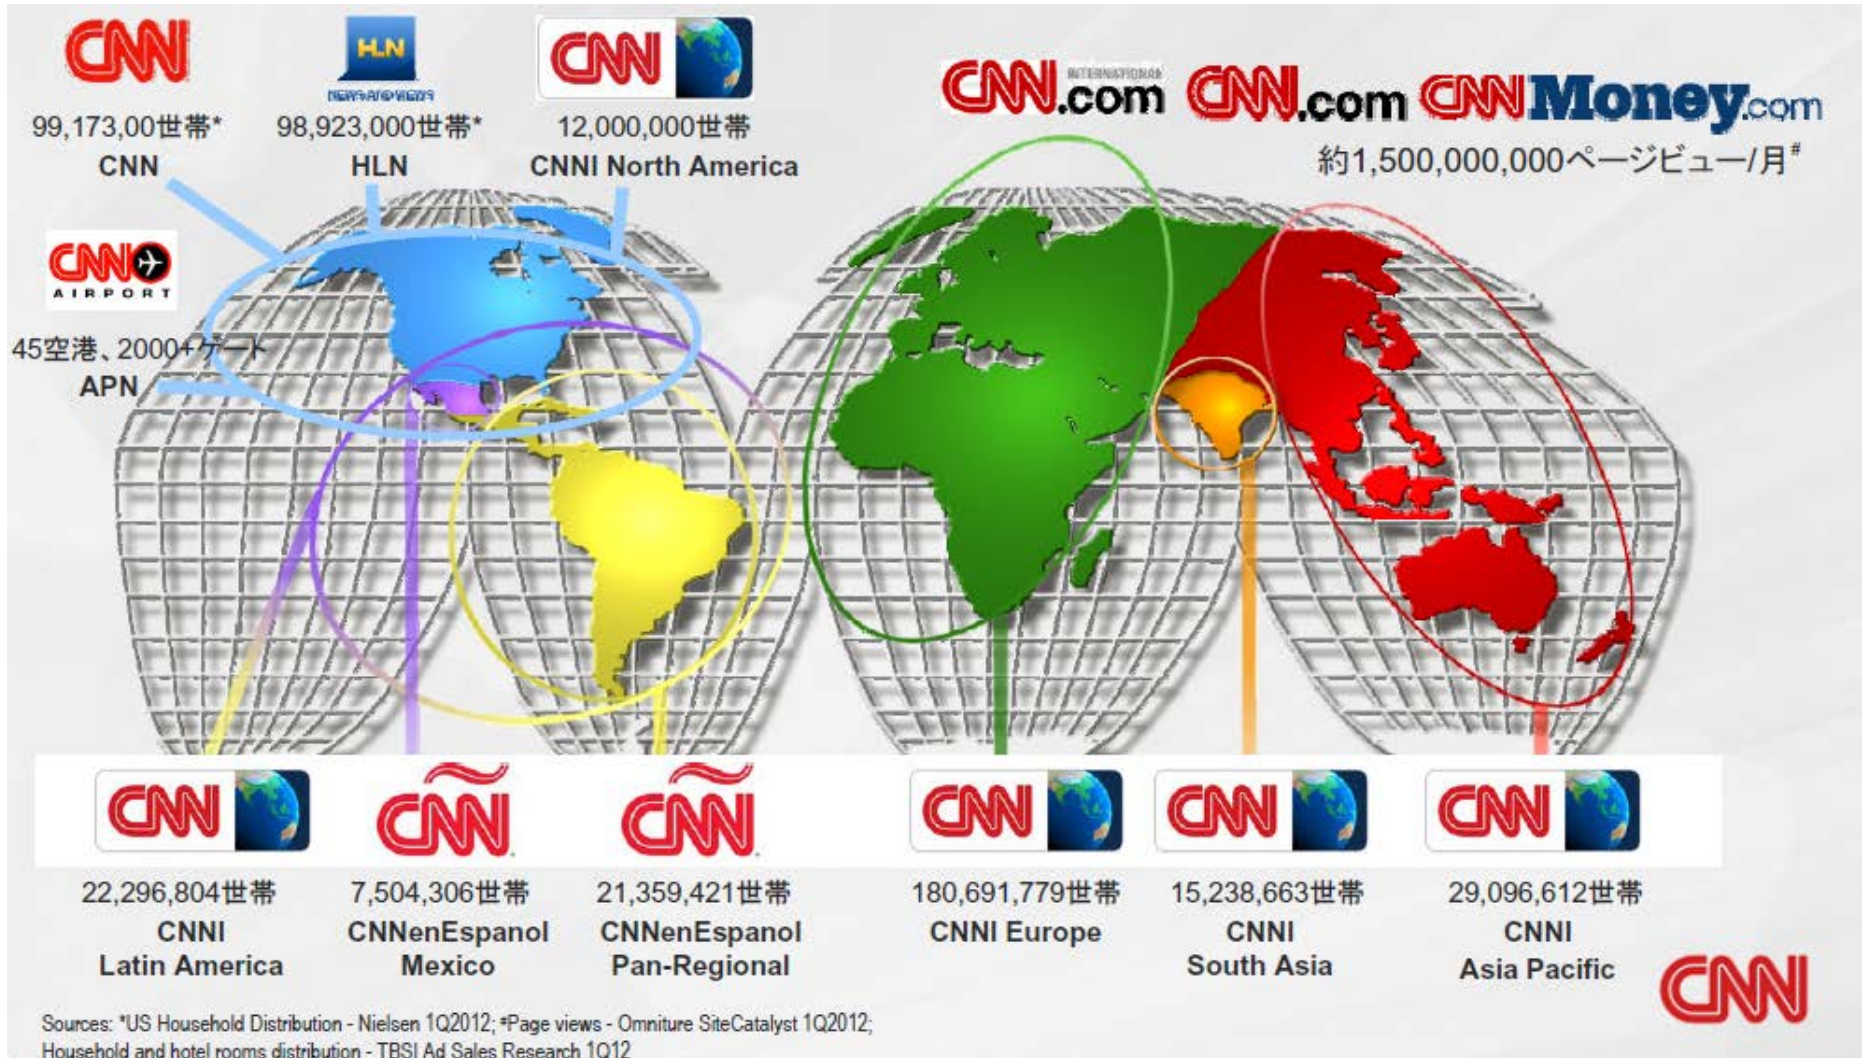 CNN
HLN
NEWS AND VIEWS
CNN
99,173,00世帯*
CNN
98,923,000世帯*
HLN
12,000,000世帯
CNNI North America
CNN INTERNATIONAL .com
CNN.com
CNNMoney.com
約1,500,000,000ページビュー/月#
CNN
AIRPORT
45空港、2000+ゲート
APN
CNN
CNN
CNN
CNN
CNN
CNN
22,296,804世帯
CNNI
Latin America
7,504,306世帯
CNNenEspanol
Mexico
21,359,421世帯
CNNenEspanol
Pan-Regional
180,691,779世帯
CNNI Europe
15,238,663世帯
CNNI
South Asia
29,096,612世帯
CNNI
Asia Pacific
CNN
Sources: *US Household Distribution - Nielsen 1Q2012; #Page views - Omniture SiteCatalyst 1Q2012;
Household and hotel rooms distribution - TBSI Ad Sales Research 1Q12